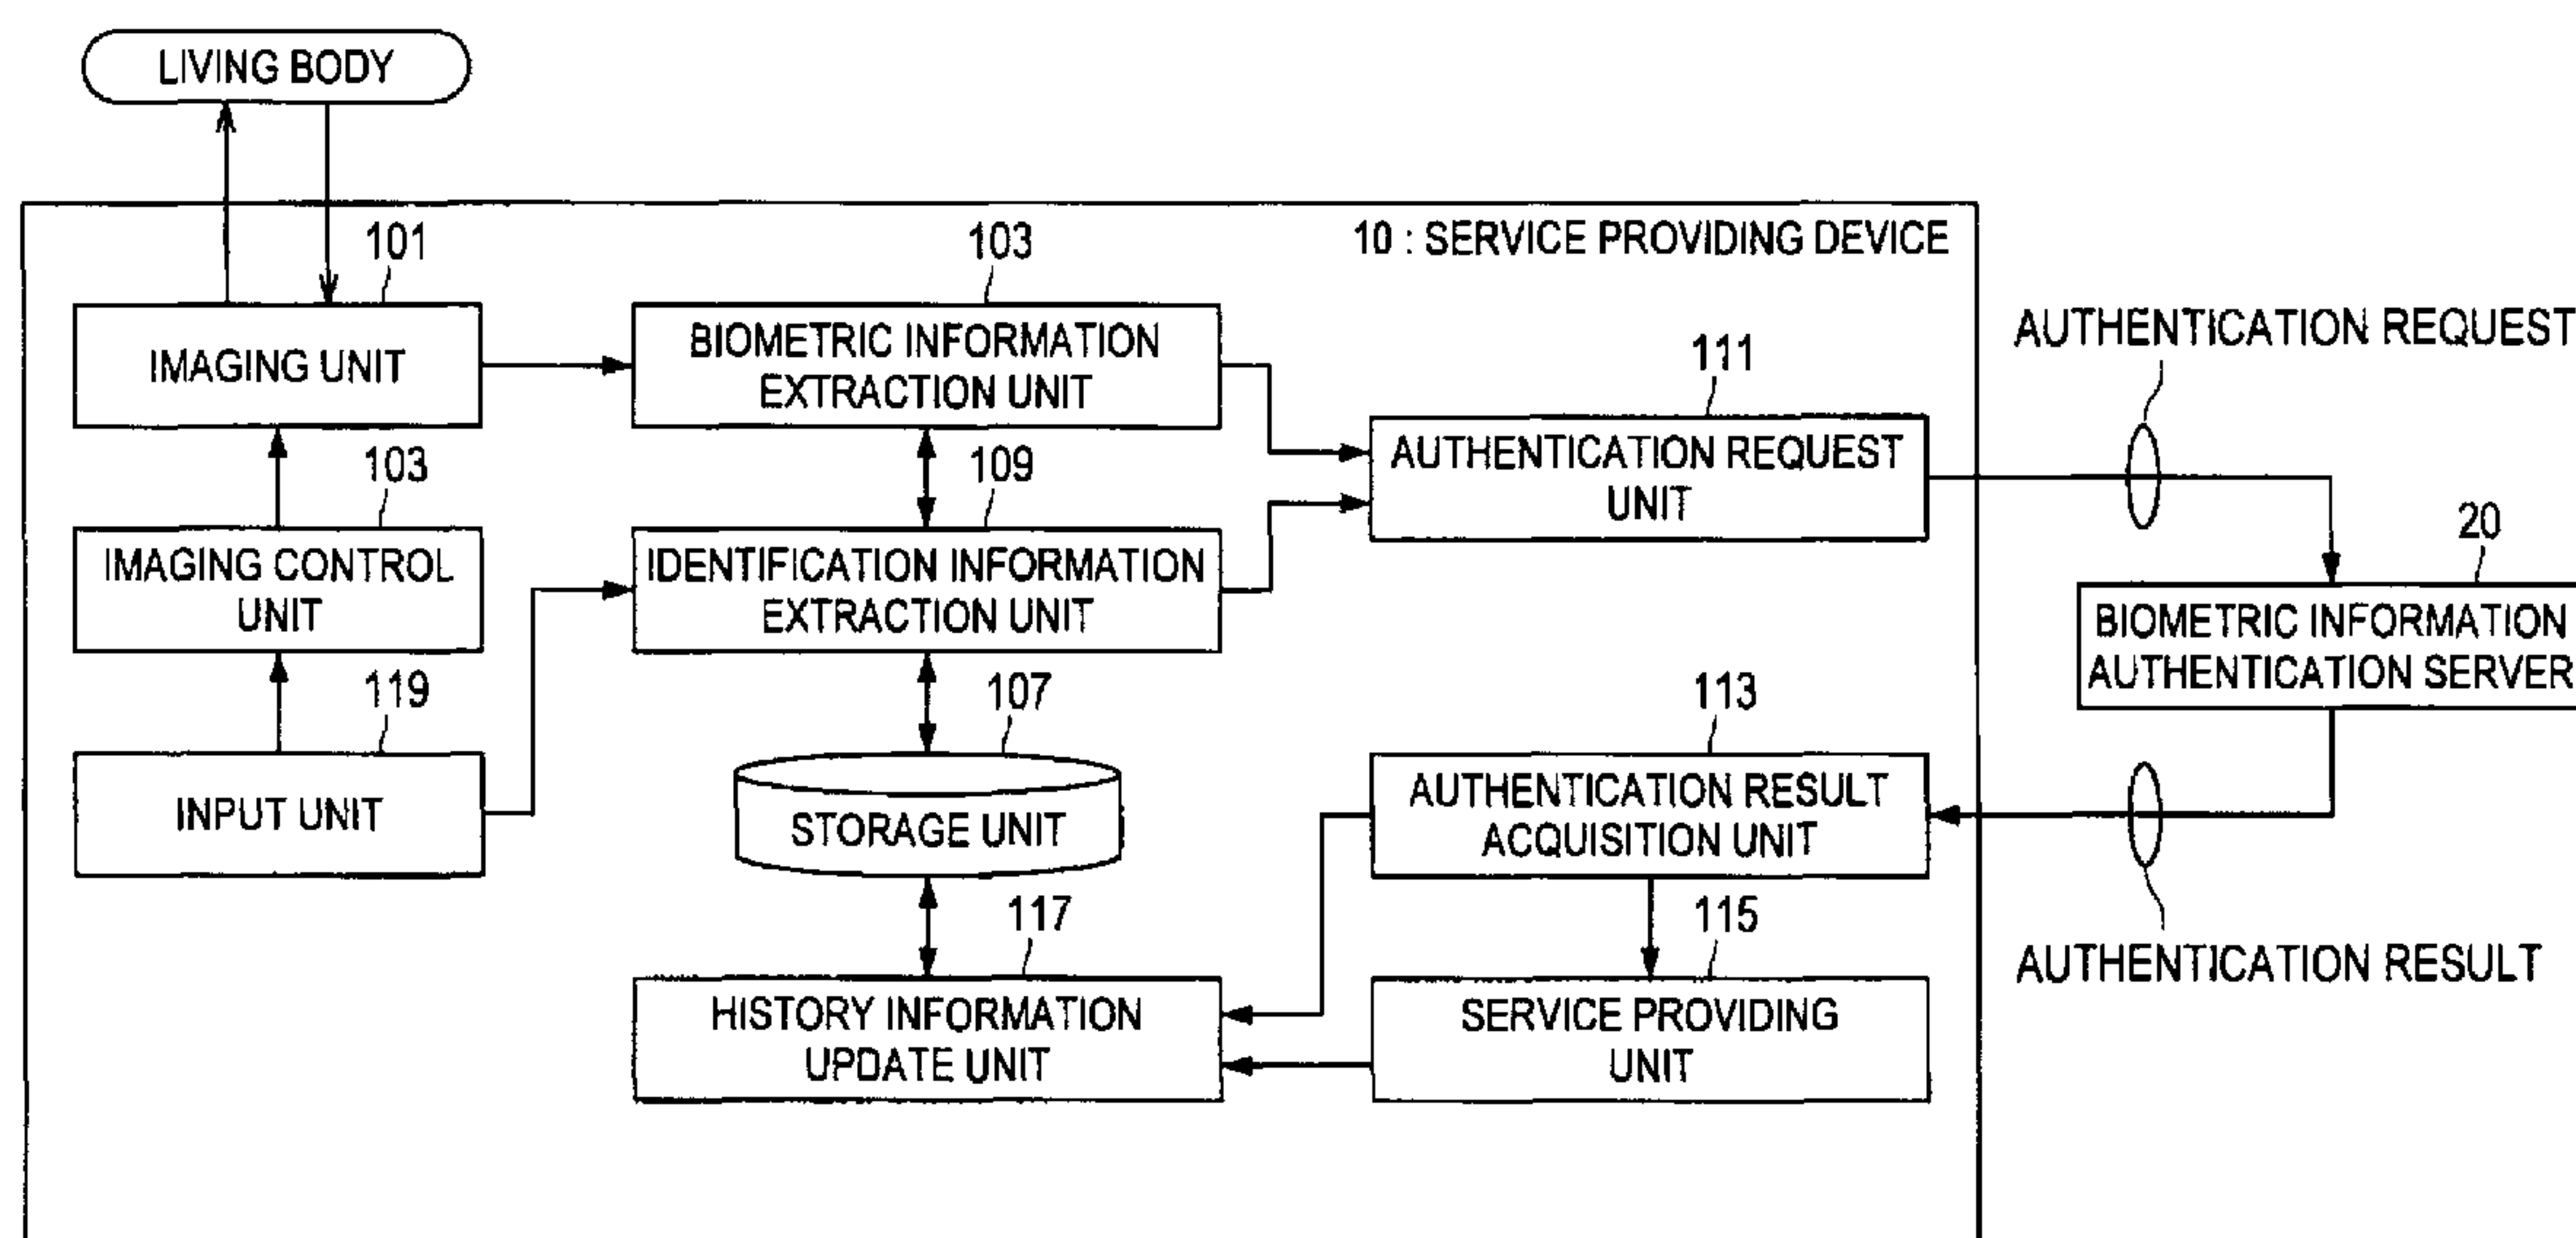 LIVING BODY
10 : SERVICE PROVIDING DEVICE
101
IMAGING UNIT
103
BIOMETRIC INFORMATION
EXTRACTION UNIT
111
AUTHENTICATION REQUEST
UNIT
AUTHENTICATION REQUEST
103
IMAGING CONTROL
UNIT
109
IDENTIFICATION INFORMATION
EXTRACTION UNIT
20
BIOMETRIC INFORMATION
AUTHENTICATION SERVER
119
INPUT UNIT
107
STORAGE UNIT
113
AUTHENTICATION RESULT
ACQUISITION UNIT
AUTHENTICATION RESULT
117
HISTORY INFORMATION
UPDATE UNIT
115
SERVICE PROVIDING
UNIT